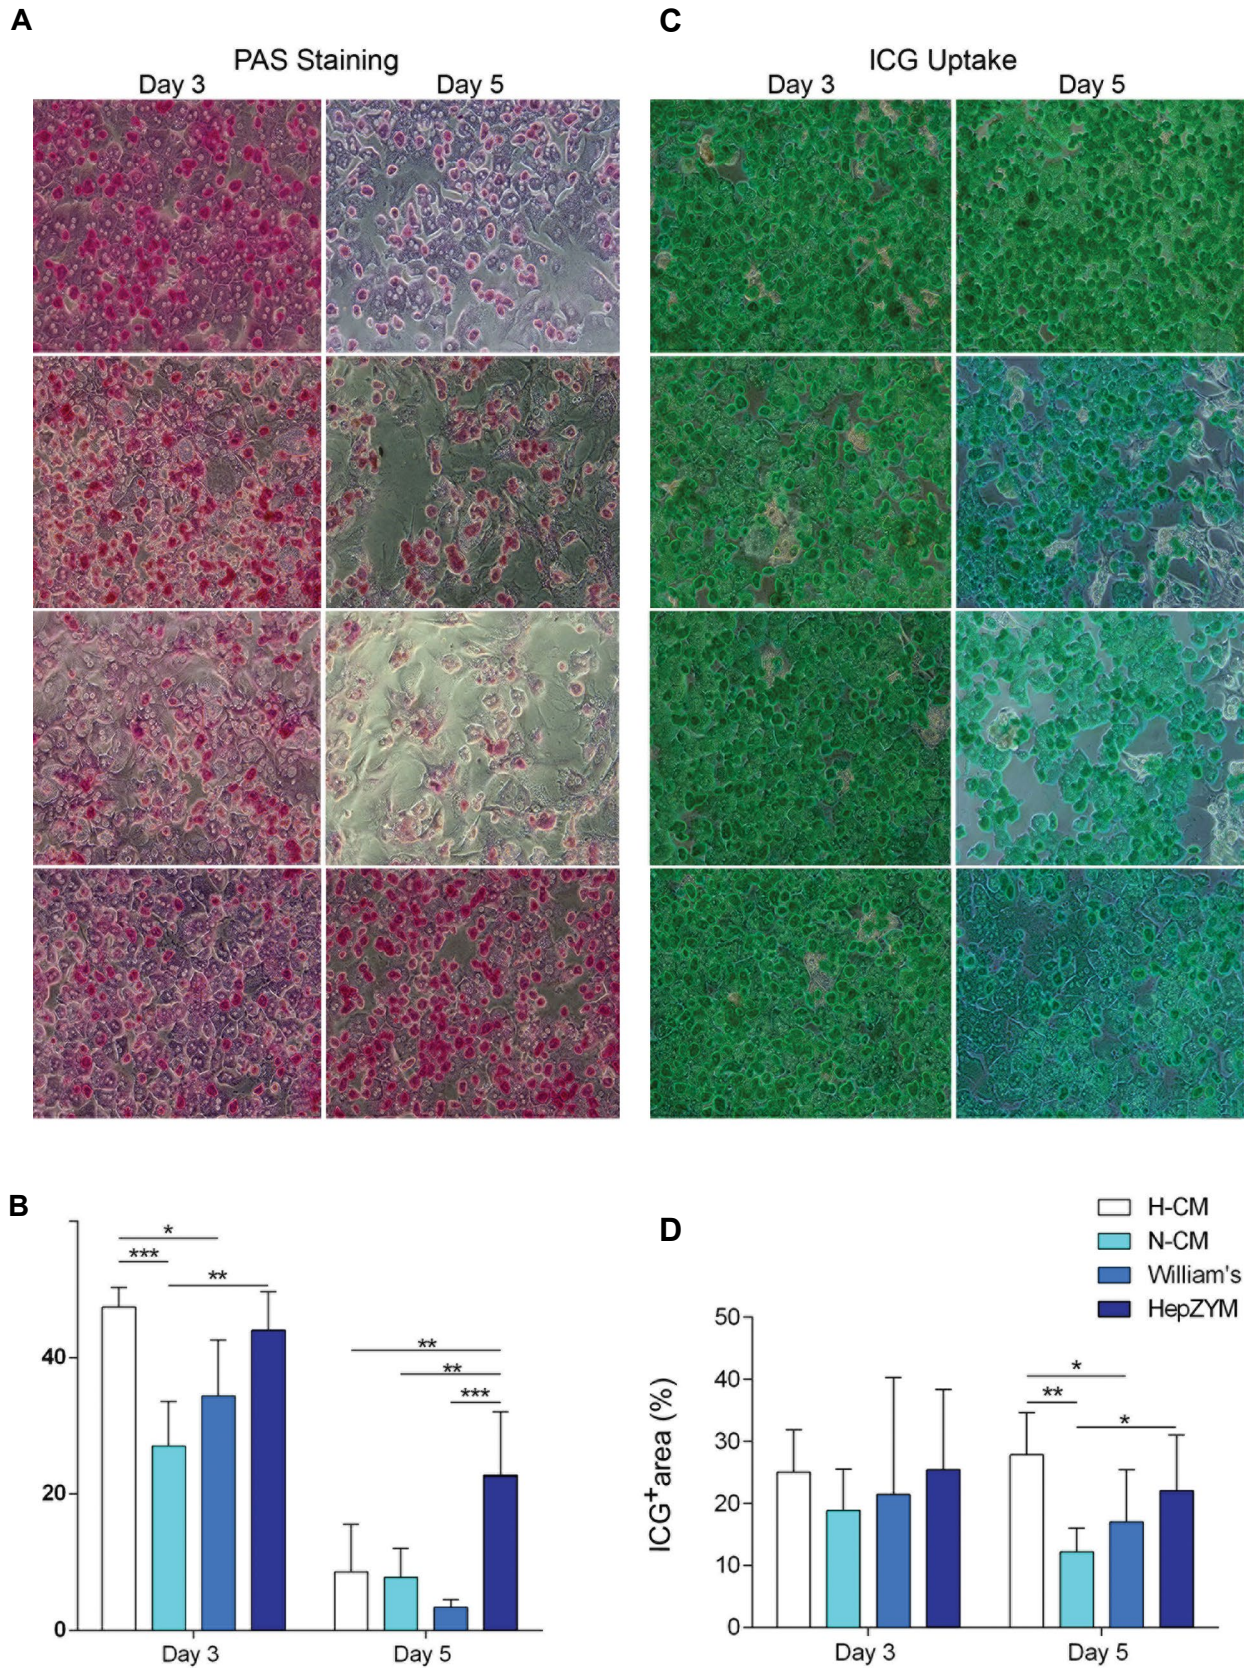 A
PAS Staining
Day 3 Day 5
C
ICG Uptake
Day 3 Day 5
B
40
20
0
* 
***
**
**
**
***
Day 3 Day 5
D
H-CM
N-CM
William's
HepZYM
ICG+ area (%)
50
40
30
20
10
0
*
**
*
Day 3 Day 5